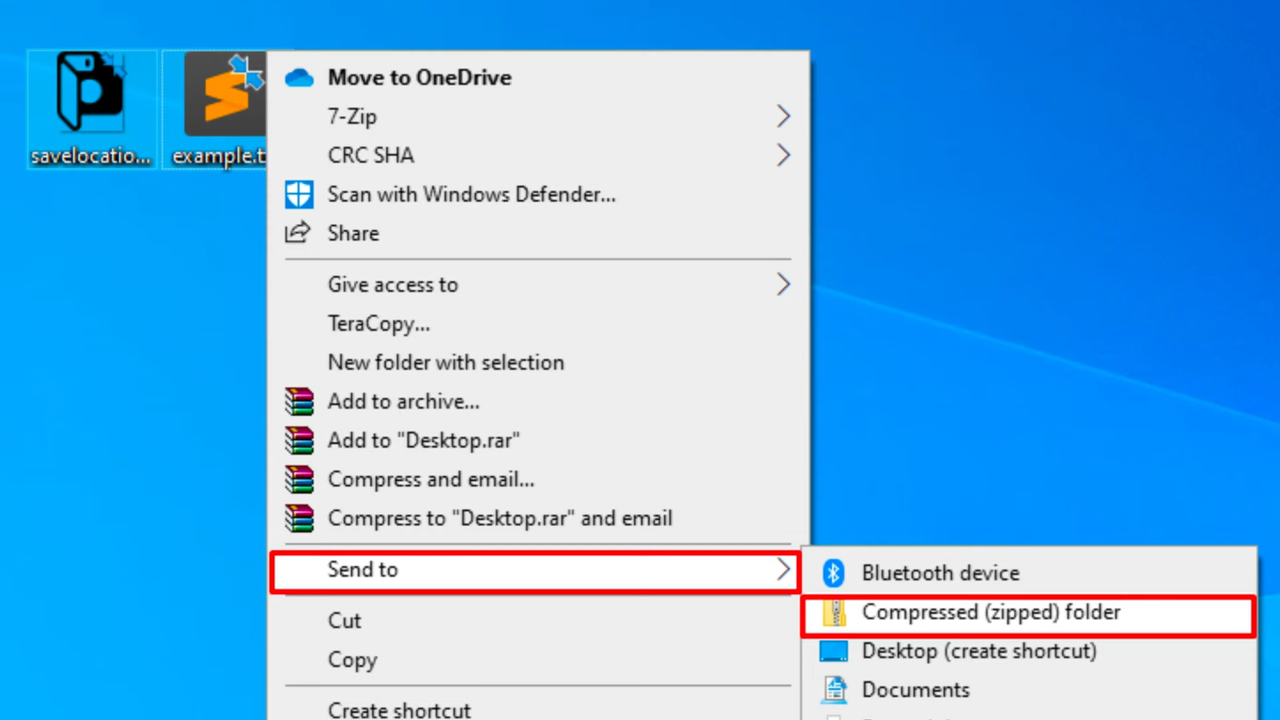 savelocatio...
example.t
Move to OneDrive
7-Zip
CRC SHA
Scan with Windows Defender...
Share
Give access to
TeraCopy...
New folder with selection
Add to archive...
Add to "Desktop.rar"
Compress and email...
Compress to "Desktop.rar" and email
Send to
Cut
Copy
Create shortcut
Bluetooth device
Compressed (zipped) folder
Desktop (create shortcut)
Documents